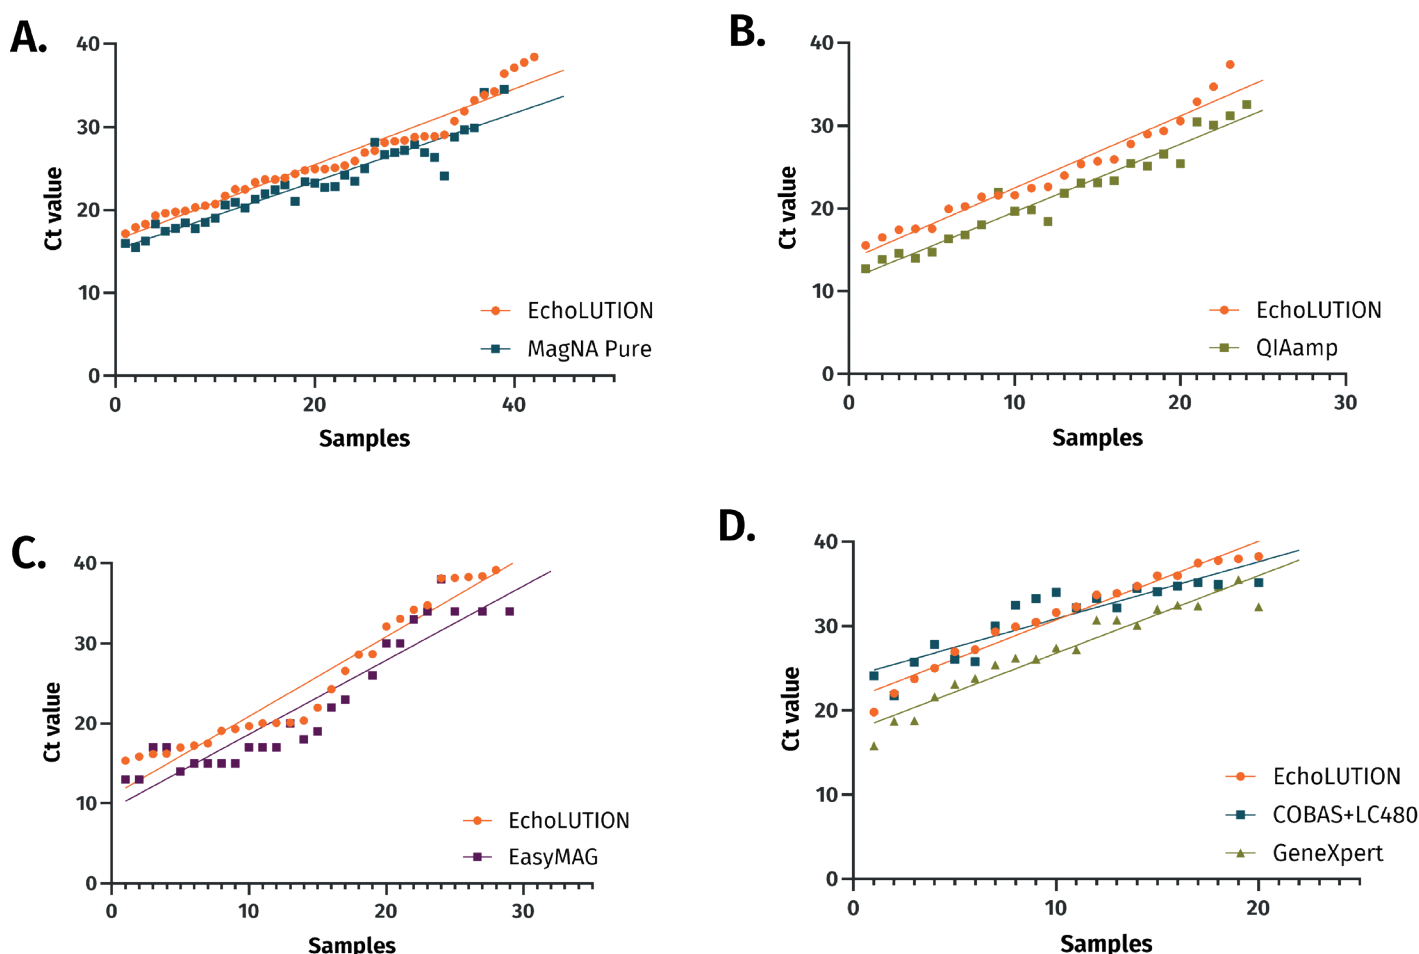 A.
40
30
20
10
0
Ct value
EchoLUTION
MagNA Pure
0 20 40
Samples
B.
40
30
20
10
0
Ct value
EchoLUTION
QIAamp
0 10 20 30
Samples
C.
40
30
20
10
0
Ct value
EchoLUTION
EasyMAG
0 10 20 30
Samples
D.
40
30
20
10
0
Ct value
EchoLUTION
COBAS+LC480
GeneXpert
0 10 20
Samples